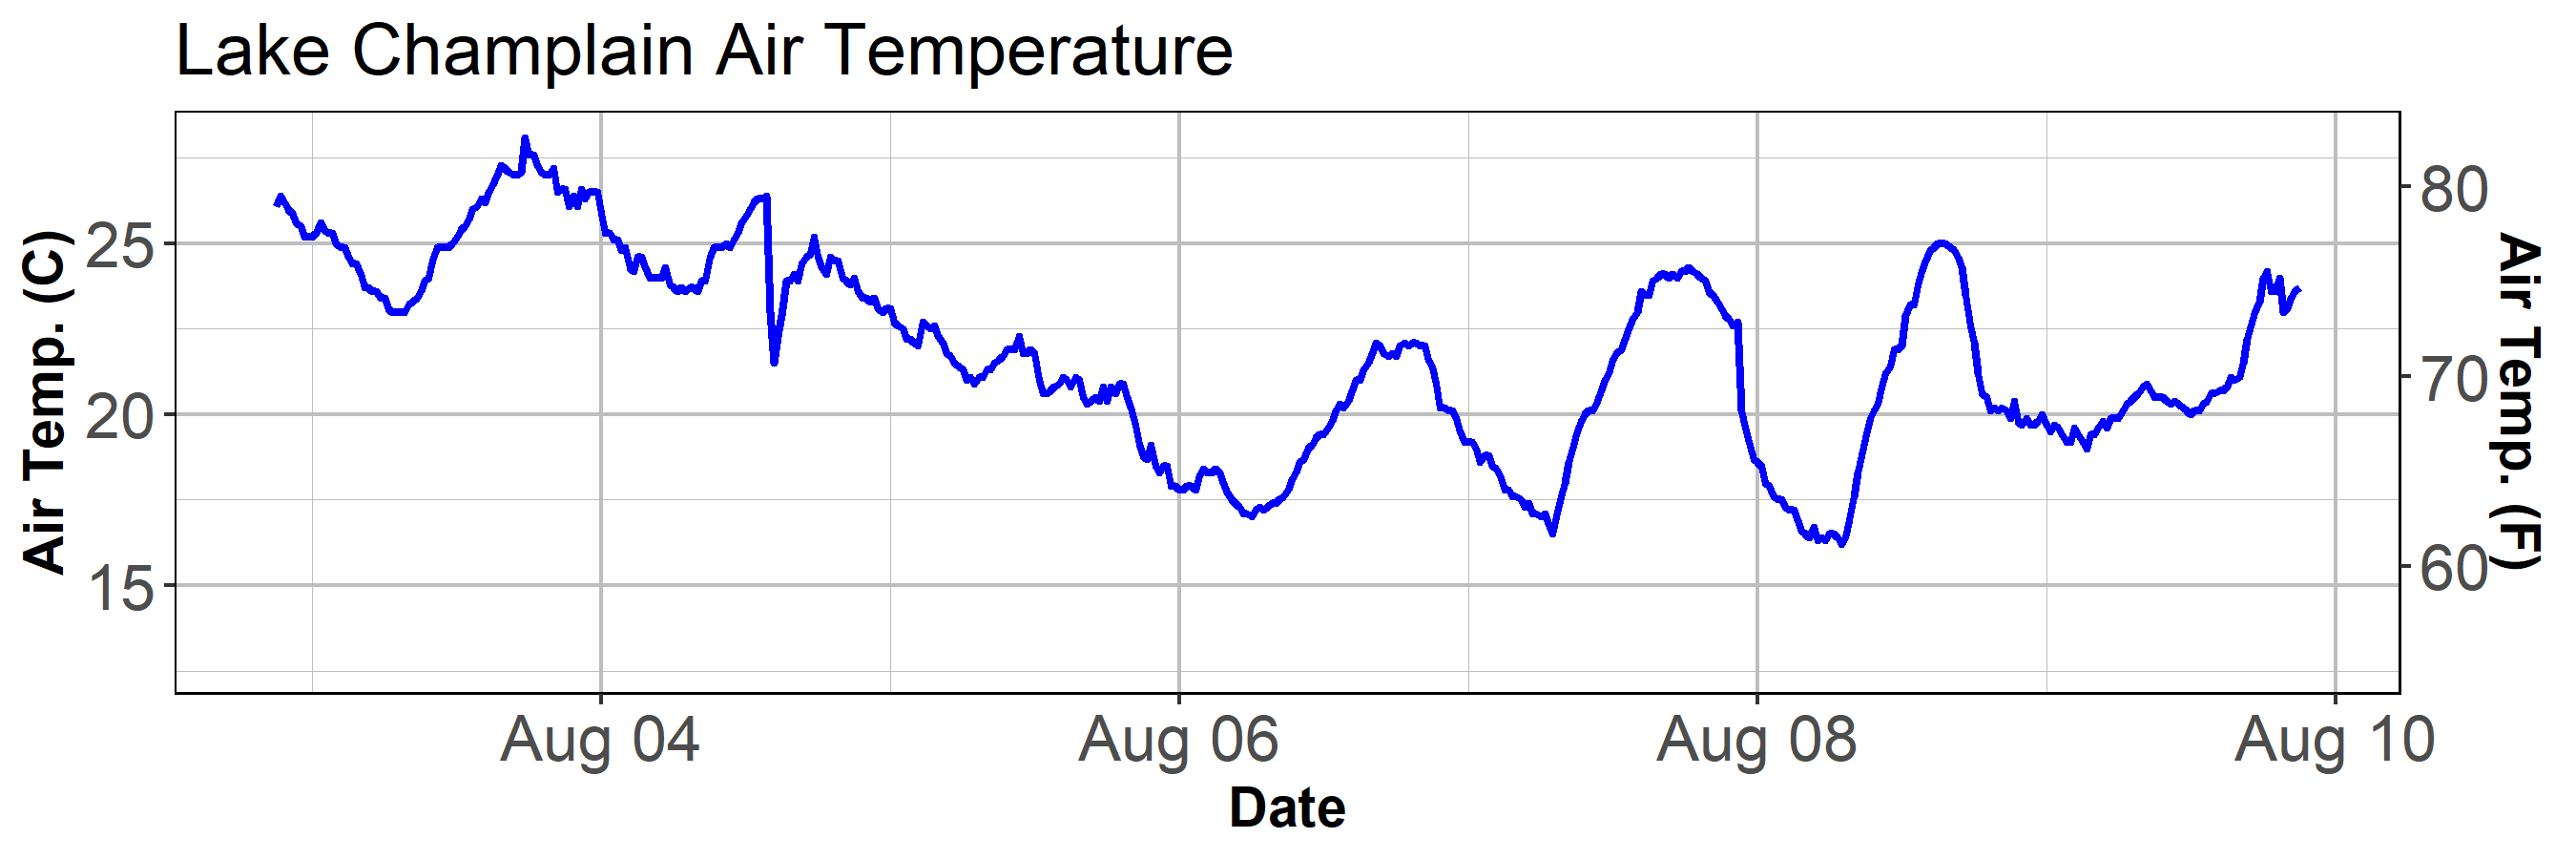 Lake Champlain Air Temperature
Air Temp. (C)
25
20
15
80
70
60
Air Temp. (F)
Aug 04
Aug 06
Aug 08
Aug 10
Date